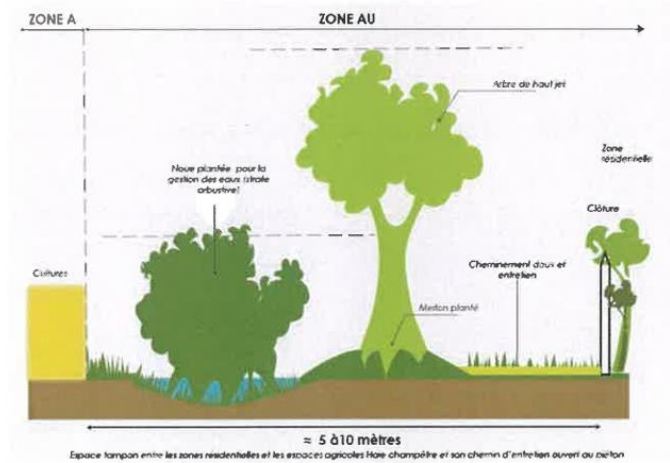 ZONE A
ZONE AU
Arbre de haut jet
Zone
résidentielle
Noue plantée pour la
gestion des eaux (strate
arbustive)
Clôture
Cultures
Cheminement doux et
entretien
Merlon planté
≈ 5 à10 mètres
Espace tampon entre les zones résidentielles et les espaces agricoles Haie champêtre et son chemin d'entretien ouvert au piéton